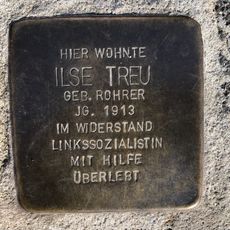 HIER WOHNTE
ILSE TREU
GEB. ROHRER
JG. 1913
IM WIDERSTAND
LINKSSOZIALISTIN
MIT HILFE
ÜBERLEBT